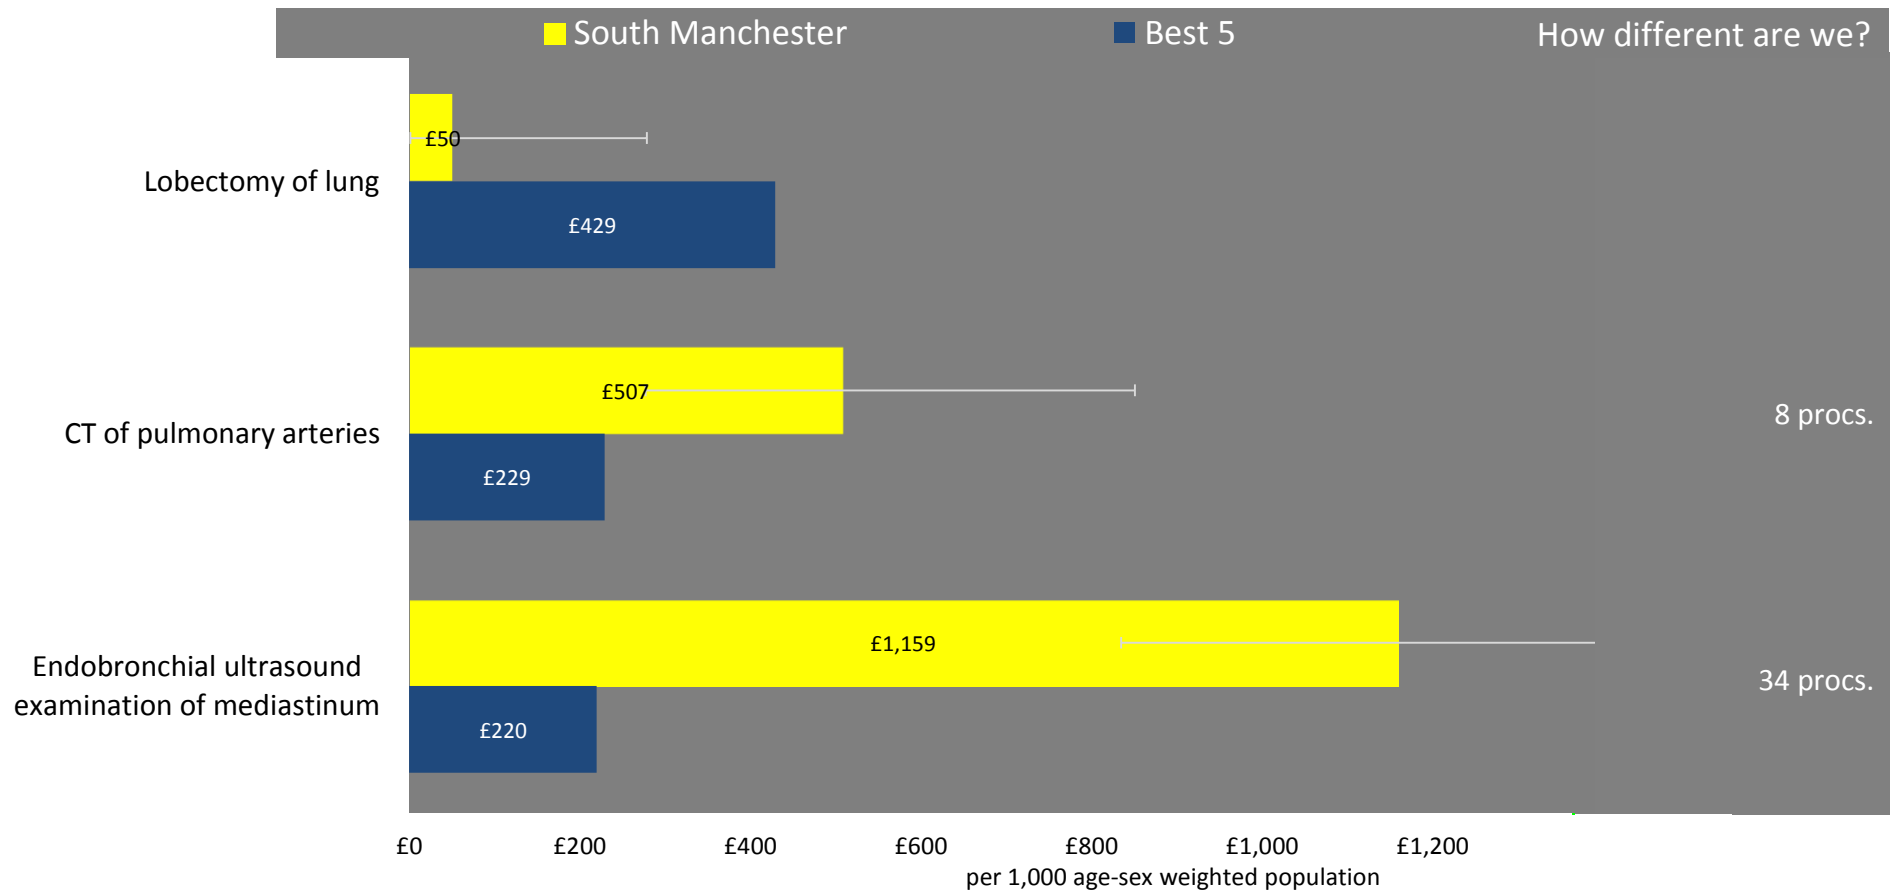 South Manchester
Best 5
How different are we?
£50
Lobectomy of lung
£429
£507
CT of pulmonary arteries
8 procs.
£229
£1,159
Endobronchial ultrasound
examination of mediastinum
34 procs.
£220
£0 £200 £400 £600 £800 £1,000 £1,200
per 1,000 age-sex weighted population